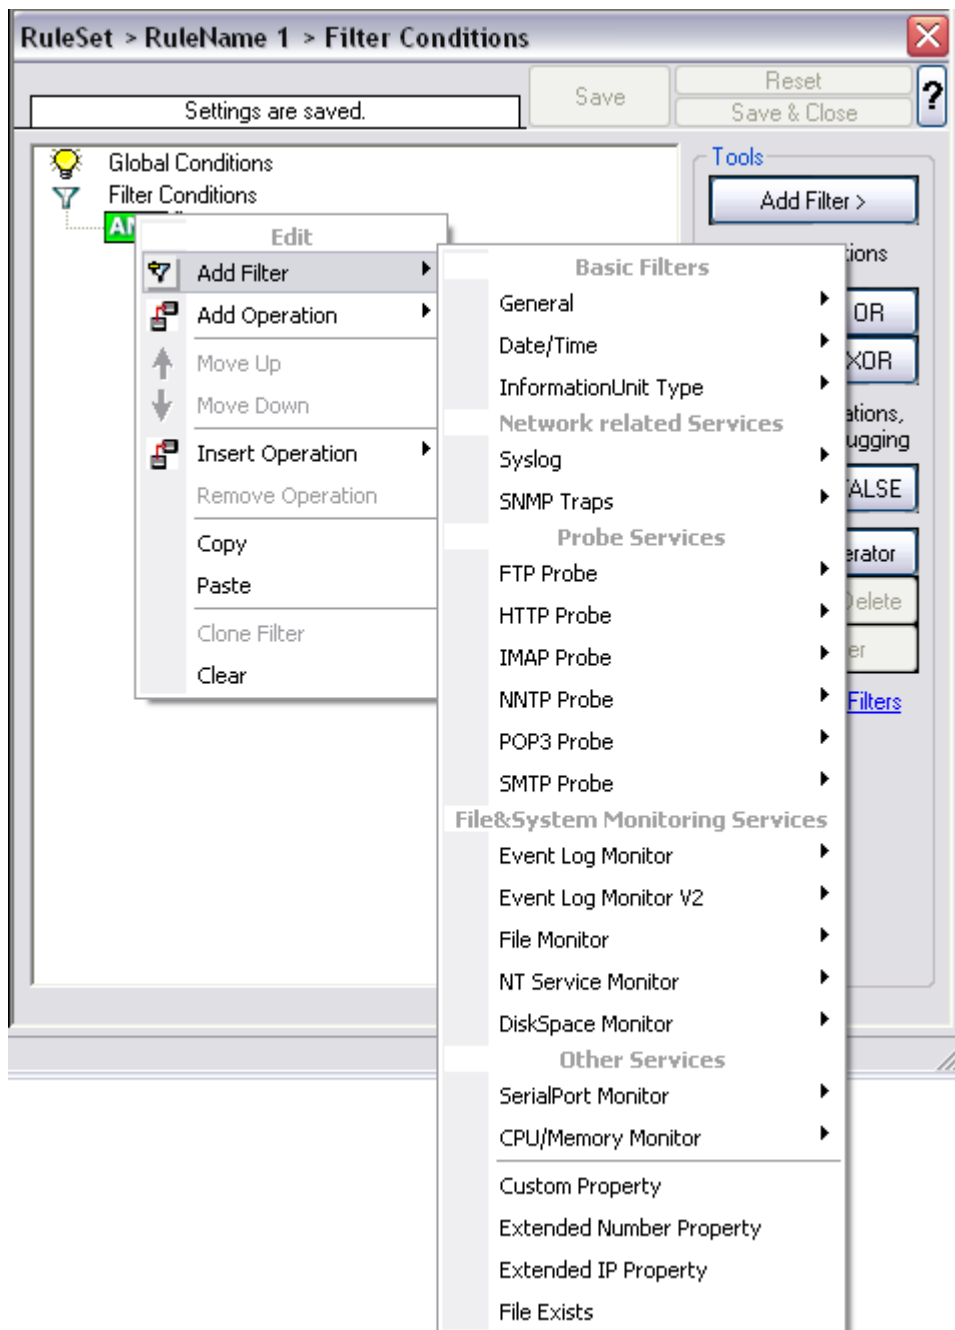 RuleSet > RuleName 1 > Filter Conditions
Settings are saved.
Save
Reset
Save & Close
?
Global Conditions
Filter Conditions
Tools
Add Filter >
Edit
Add Filter
Add Operation
Move Up
Move Down
Insert Operation
Remove Operation
Copy
Paste
Clone Filter
Clear
Basic Filters
General
Date/Time
InformationUnit Type
Network related Services
Syslog
SNMP Traps
Probe Services
FTP Probe
HTTP Probe
IMAP Probe
NNTP Probe
POP3 Probe
SMTP Probe
File&System Monitoring Services
Event Log Monitor
Event Log Monitor V2
File Monitor
NT Service Monitor
DiskSpace Monitor
Other Services
SerialPort Monitor
CPU/Memory Monitor
Custom Property
Extended Number Property
Extended IP Property
File Exists
OR
XOR
Delete
Filters